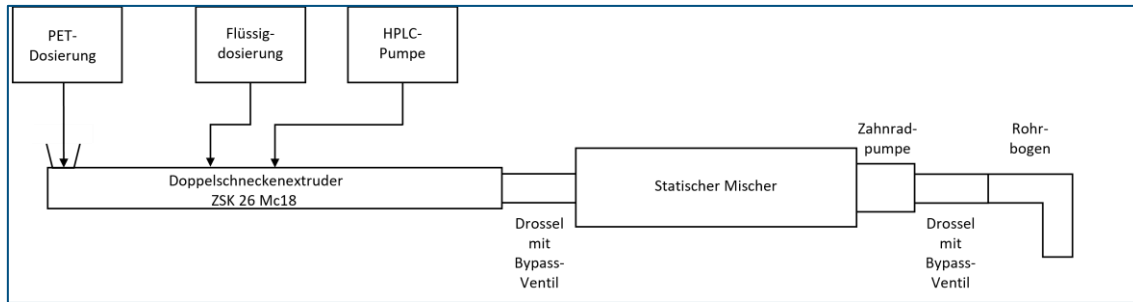 PET-
Dosierung
Flüssig-
dosierung
HPLC-
Pumpe
Doppelschneckenextruder
ZSK 26 Mc18
Drossel
mit
Bypass-
Ventil
Statischer Mischer
Zahnrad-
pumpe
Drossel
mit
Bypass-
Ventil
Rohr-
bogen